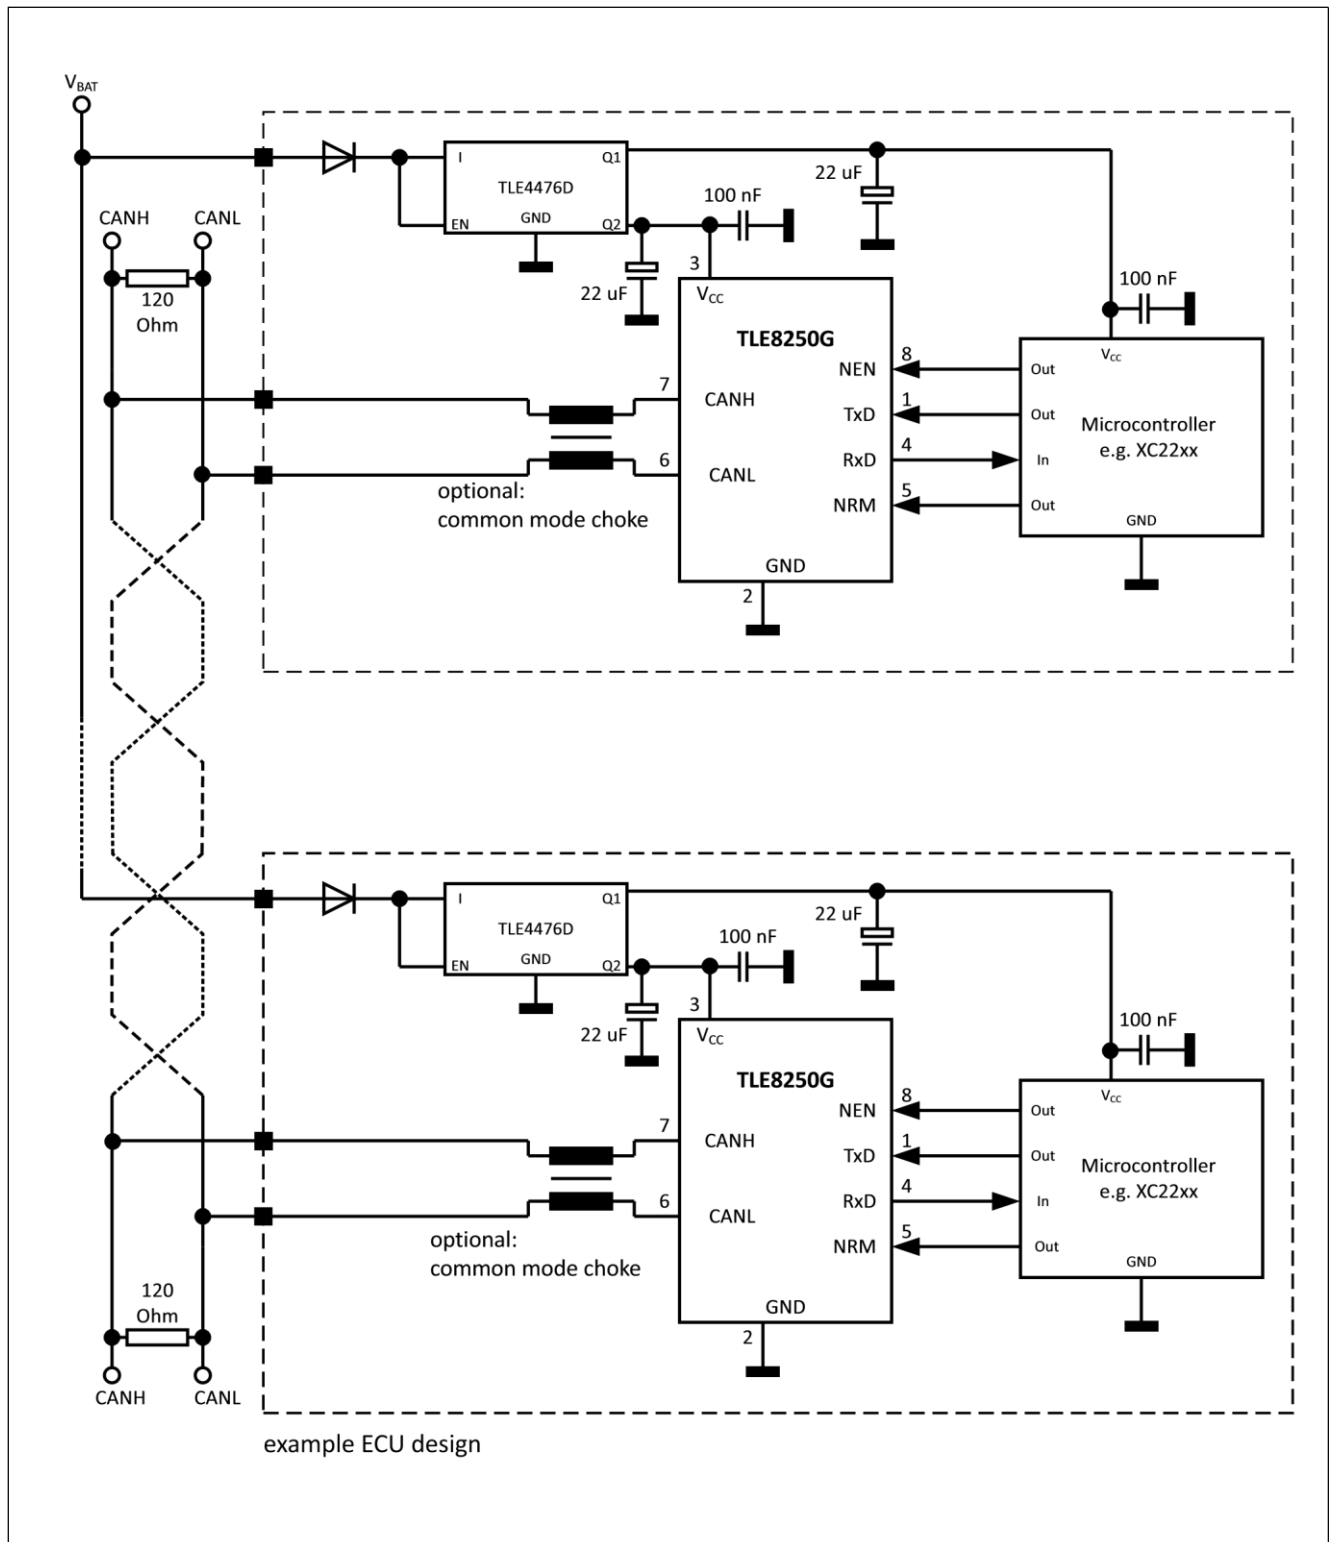 VBAT
CANH CANL
120
Ohm
I
Q1
TLE4476D
EN
GND
Q2
22 uF
100 nF
22 uF
100 nF
3
VCC
TLE8250G
NEN
8
TxD
1
RxD
4
NRM
5
7
CANH
6
CANL
GND
2
optional:
common mode choke
VCC
Out
Out
In
Out
Microcontroller
e.g. XC22xx
GND
I
Q1
TLE4476D
EN
GND
Q2
22 uF
100 nF
22 uF
100 nF
3
VCC
TLE8250G
NEN
8
TxD
1
RxD
4
NRM
5
7
CANH
6
CANL
GND
2
optional:
common mode choke
VCC
Out
Out
In
Out
Microcontroller
e.g. XC22xx
GND
120
Ohm
CANH CANL
example ECU design